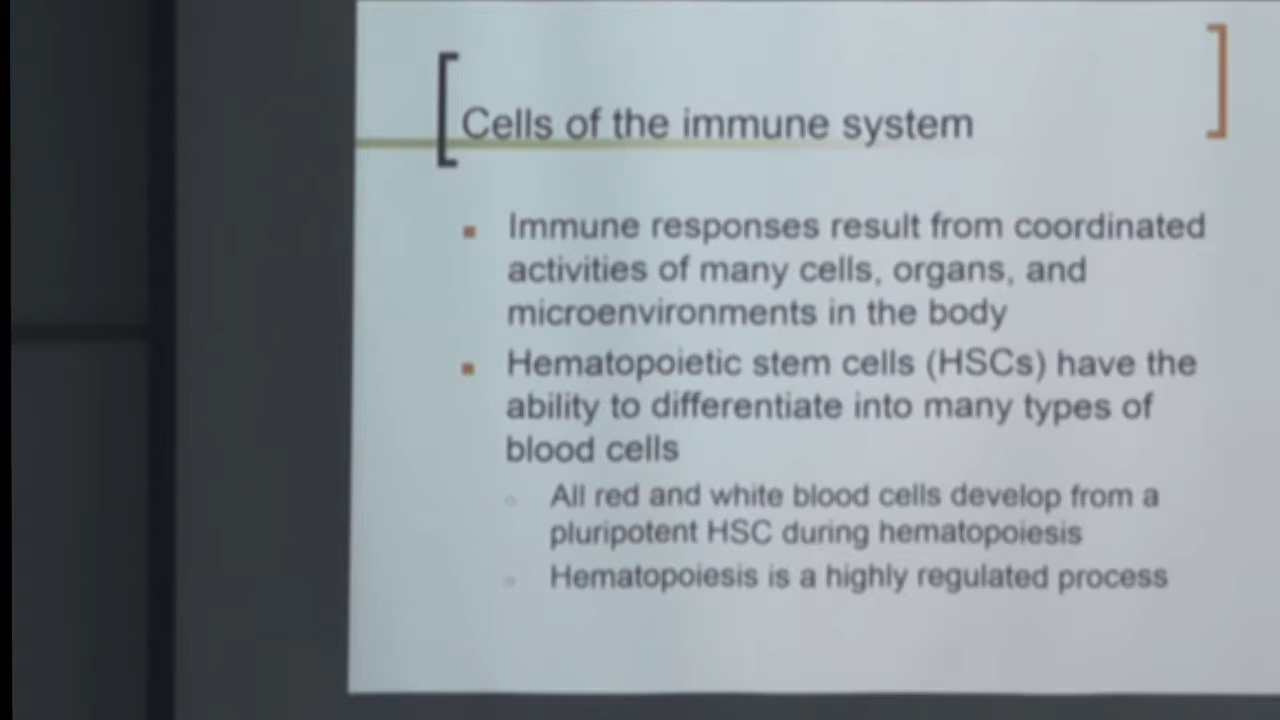 Cells of the immune system
Immune responses result from coordinated
activities of many cells, organs, and
microenvironments in the body
Hematopoietic stem cells (HSCs) have the
ability to differentiate into many types of
blood cells
All red and white blood cells develop from a
pluripotent HSC during hematopoiesis
Hematopoiesis is a highly regulated process